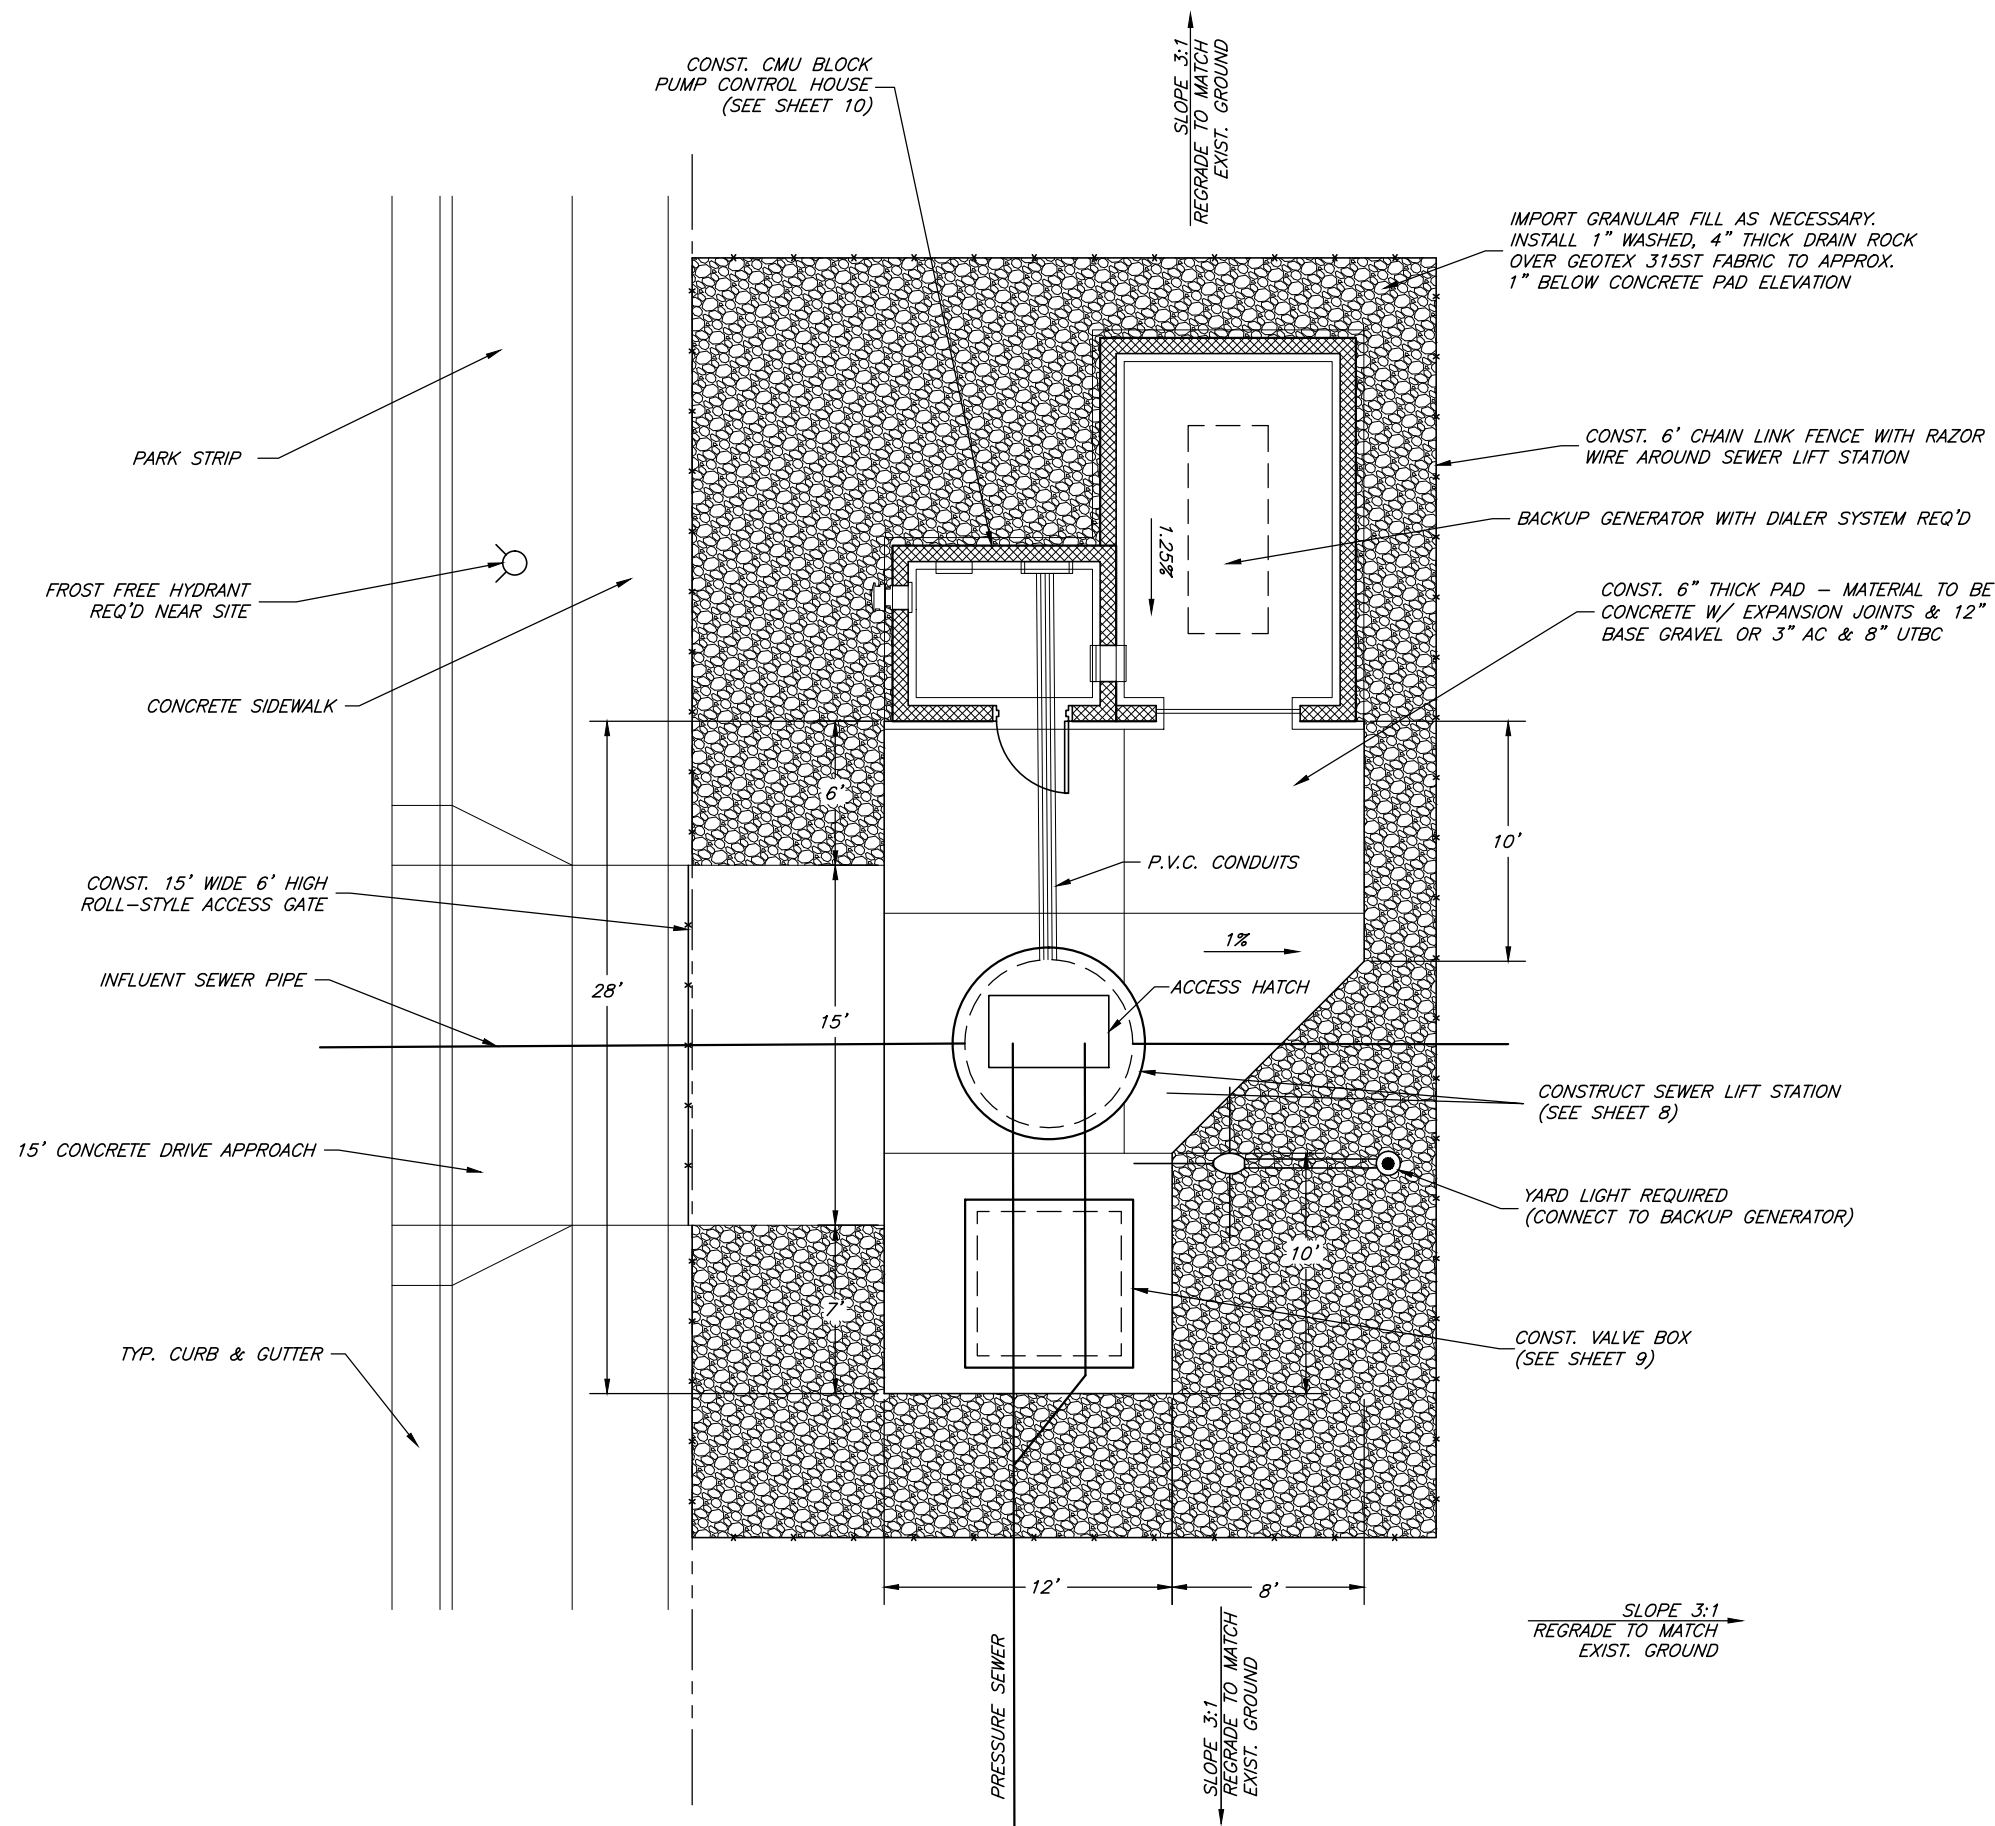 CONST. CMU BLOCK
PUMP CONTROL HOUSE
(SEE SHEET 10)
SLOPE 3:1
REGRADE TO MATCH
EXIST. GROUND
IMPORT GRANULAR FILL AS NECESSARY.
INSTALL 1" WASHED, 4" THICK DRAIN ROCK
OVER GEOTEX 315ST FABRIC TO APPROX.
1" BELOW CONCRETE PAD ELEVATION
PARK STRIP
CONST. 6' CHAIN LINK FENCE WITH RAZOR
WIRE AROUND SEWER LIFT STATION
BACKUP GENERATOR WITH DIALER SYSTEM REQ'D
1.25%
FROST FREE HYDRANT
REQ'D NEAR SITE
CONST. 6" THICK PAD – MATERIAL TO BE
CONCRETE W/ EXPANSION JOINTS & 12"
BASE GRAVEL OR 3" AC & 8" UTBC
CONCRETE SIDEWALK
6'
10'
P.V.C. CONDUITS
CONST. 15' WIDE 6' HIGH
ROLL–STYLE ACCESS GATE
1%
INFLUENT SEWER PIPE
28'
15'
ACCESS HATCH
CONSTRUCT SEWER LIFT STATION
(SEE SHEET 8)
15' CONCRETE DRIVE APPROACH
YARD LIGHT REQUIRED
(CONNECT TO BACKUP GENERATOR)
10'
7'
TYP. CURB & GUTTER
CONST. VALVE BOX
(SEE SHEET 9)
12'
8'
SLOPE 3:1
REGRADE TO MATCH
EXIST. GROUND
PRESSURE SEWER
SLOPE 3:1
REGRADE TO MATCH
EXIST. GROUND